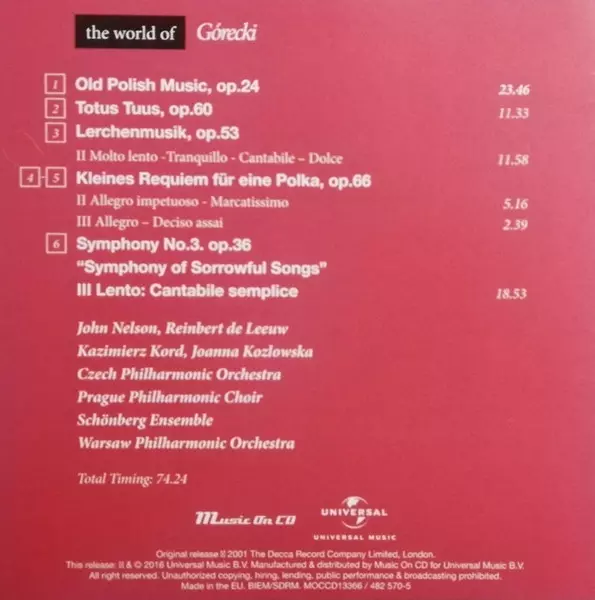 the world of Górecki
1 Old Polish Music, op.24 23.46
2 Totus Tuus, op.60 11.33
3 Lerchenmusik, op.53
II Molto lento -Tranquillo - Cantabile – Dolce 11.58
4-5 Kleines Requiem für eine Polka, op.66
II Allegro impetuoso - Marcatissimo 5.16
III Allegro – Deciso assai 2.39
6 Symphony No.3. op.36
“Symphony of Sorrowful Songs”
III Lento: Cantabile semplice 18.53
John Nelson, Reinbert de Leeuw
Kazimierz Kord, Joanna Kozlowska
Czech Philharmonic Orchestra
Prague Philharmonic Choir
Schönberg Ensemble
Warsaw Philharmonic Orchestra
Total Timing: 74.24
Music On CD
UNIVERSAL
UNIVERSAL MUSIC
Original release ℗ 2001 The Decca Record Company Limited, London.
This release: ℗ & © 2016 Universal Music B.V. Manufactured & distributed by Music On CD for Universal Music B.V.
All right reserved. Unauthorized copying, hiring, lending, public performance & broadcasting prohibited.
Made in the EU. BIEM/SDRM. MOCCD13366 / 482 570-5